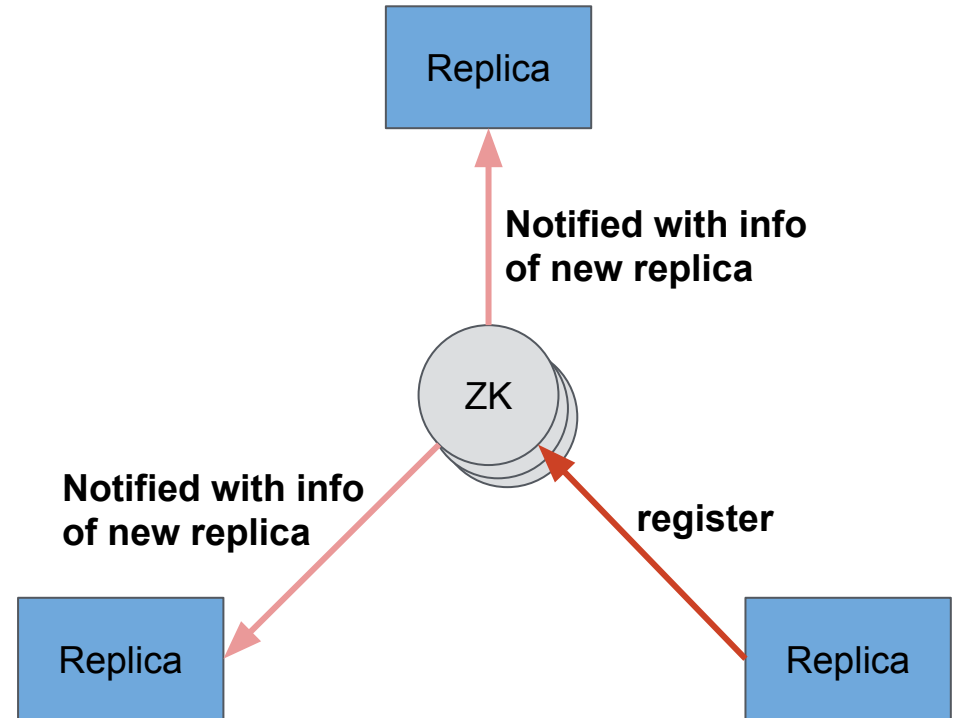 Replica
Notified with info
of new replica
ZK
Notified with info
of new replica
register
Replica
Replica